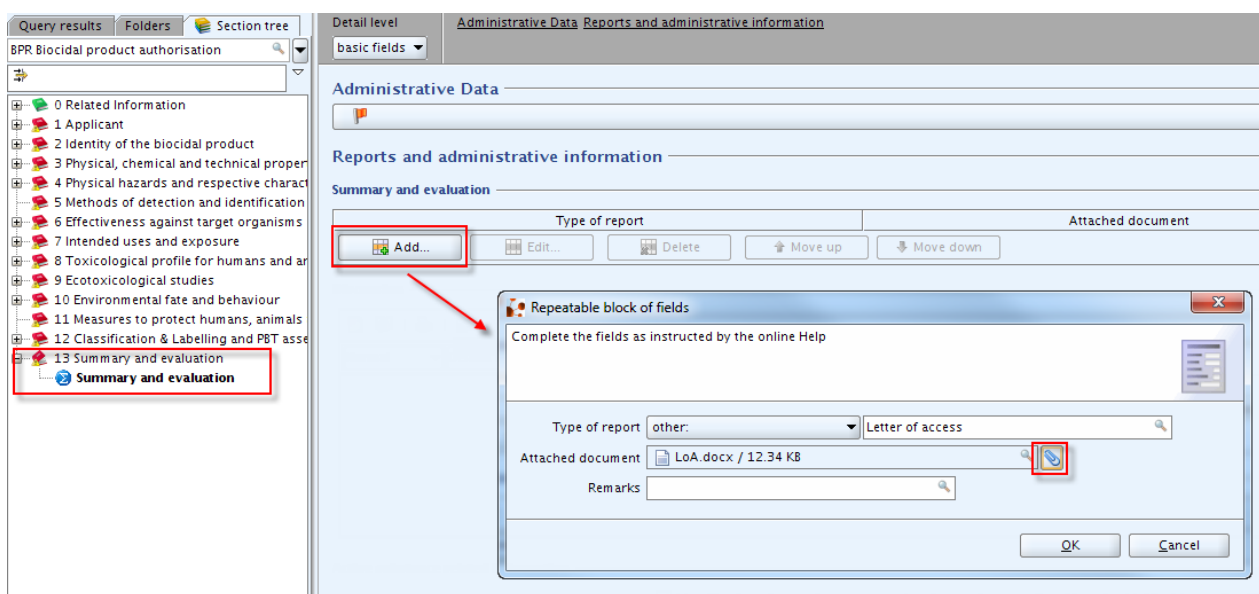 Query results Folders Section tree
BPR Biocidal product authorisation
0 Related Information
1 Applicant
2 Identity of the biocidal product
3 Physical, chemical and technical proper
4 Physical hazards and respective charact
5 Methods of detection and identification
6 Effectiveness against target organisms
7 Intended uses and exposure
8 Toxicological profile for humans and an
9 Ecotoxicological studies
10 Environmental fate and behaviour
11 Measures to protect humans, animals
12 Classification & Labelling and PBT asse
13 Summary and evaluation
Summary and evaluation
Detail level
basic fields
Administrative Data Reports and administrative information
Administrative Data
Reports and administrative information
Summary and evaluation
Type of report Attached document
Add... Edit... Delete Move up Move down
Repeatable block of fields
Complete the fields as instructed by the online Help
Type of report other: Letter of access
Attached document LoA.docx / 12.34 KB
Remarks
OK Cancel